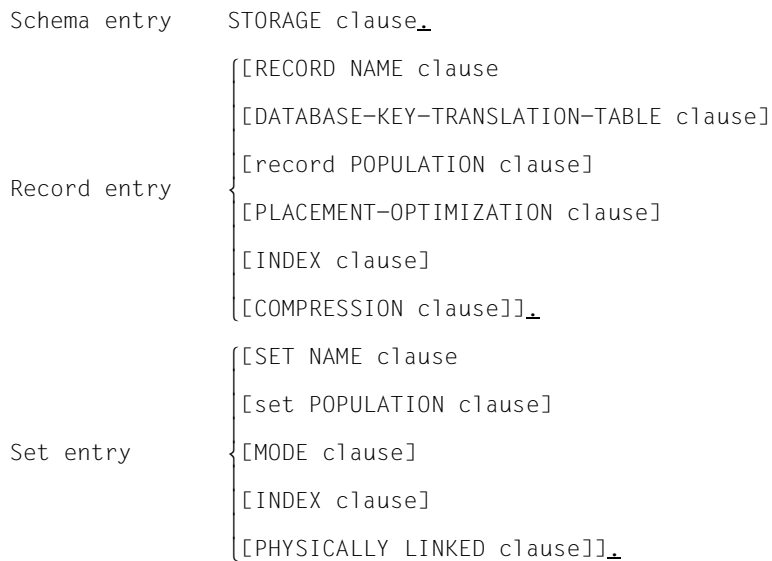 Schema entry STORAGE clause.
[RECORD NAME clause
[DATABASE-KEY-TRANSLATION-TABLE clause]
[record POPULATION clause]
Record entry [PLACEMENT-OPTIMIZATION clause]
[INDEX clause]
[COMPRESSION clause]].
[SET NAME clause
[set POPULATION clause]
Set entry [MODE clause]
[INDEX clause]
[PHYSICALLY LINKED clause]].